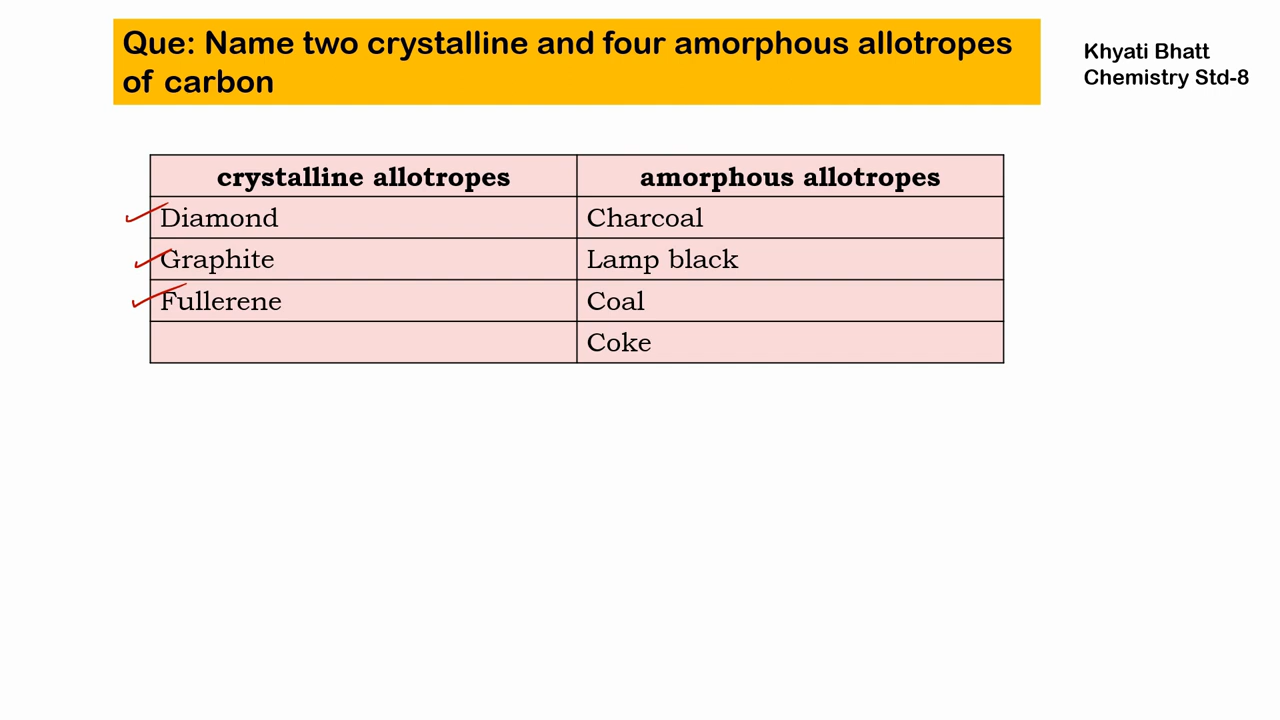 Que: Name two crystalline and four amorphous allotropes
of carbon
Khyati Bhatt
Chemistry Std-8
crystalline allotropes amorphous allotropes
Diamond Charcoal
Graphite Lamp black
Fullerene Coal
Coke